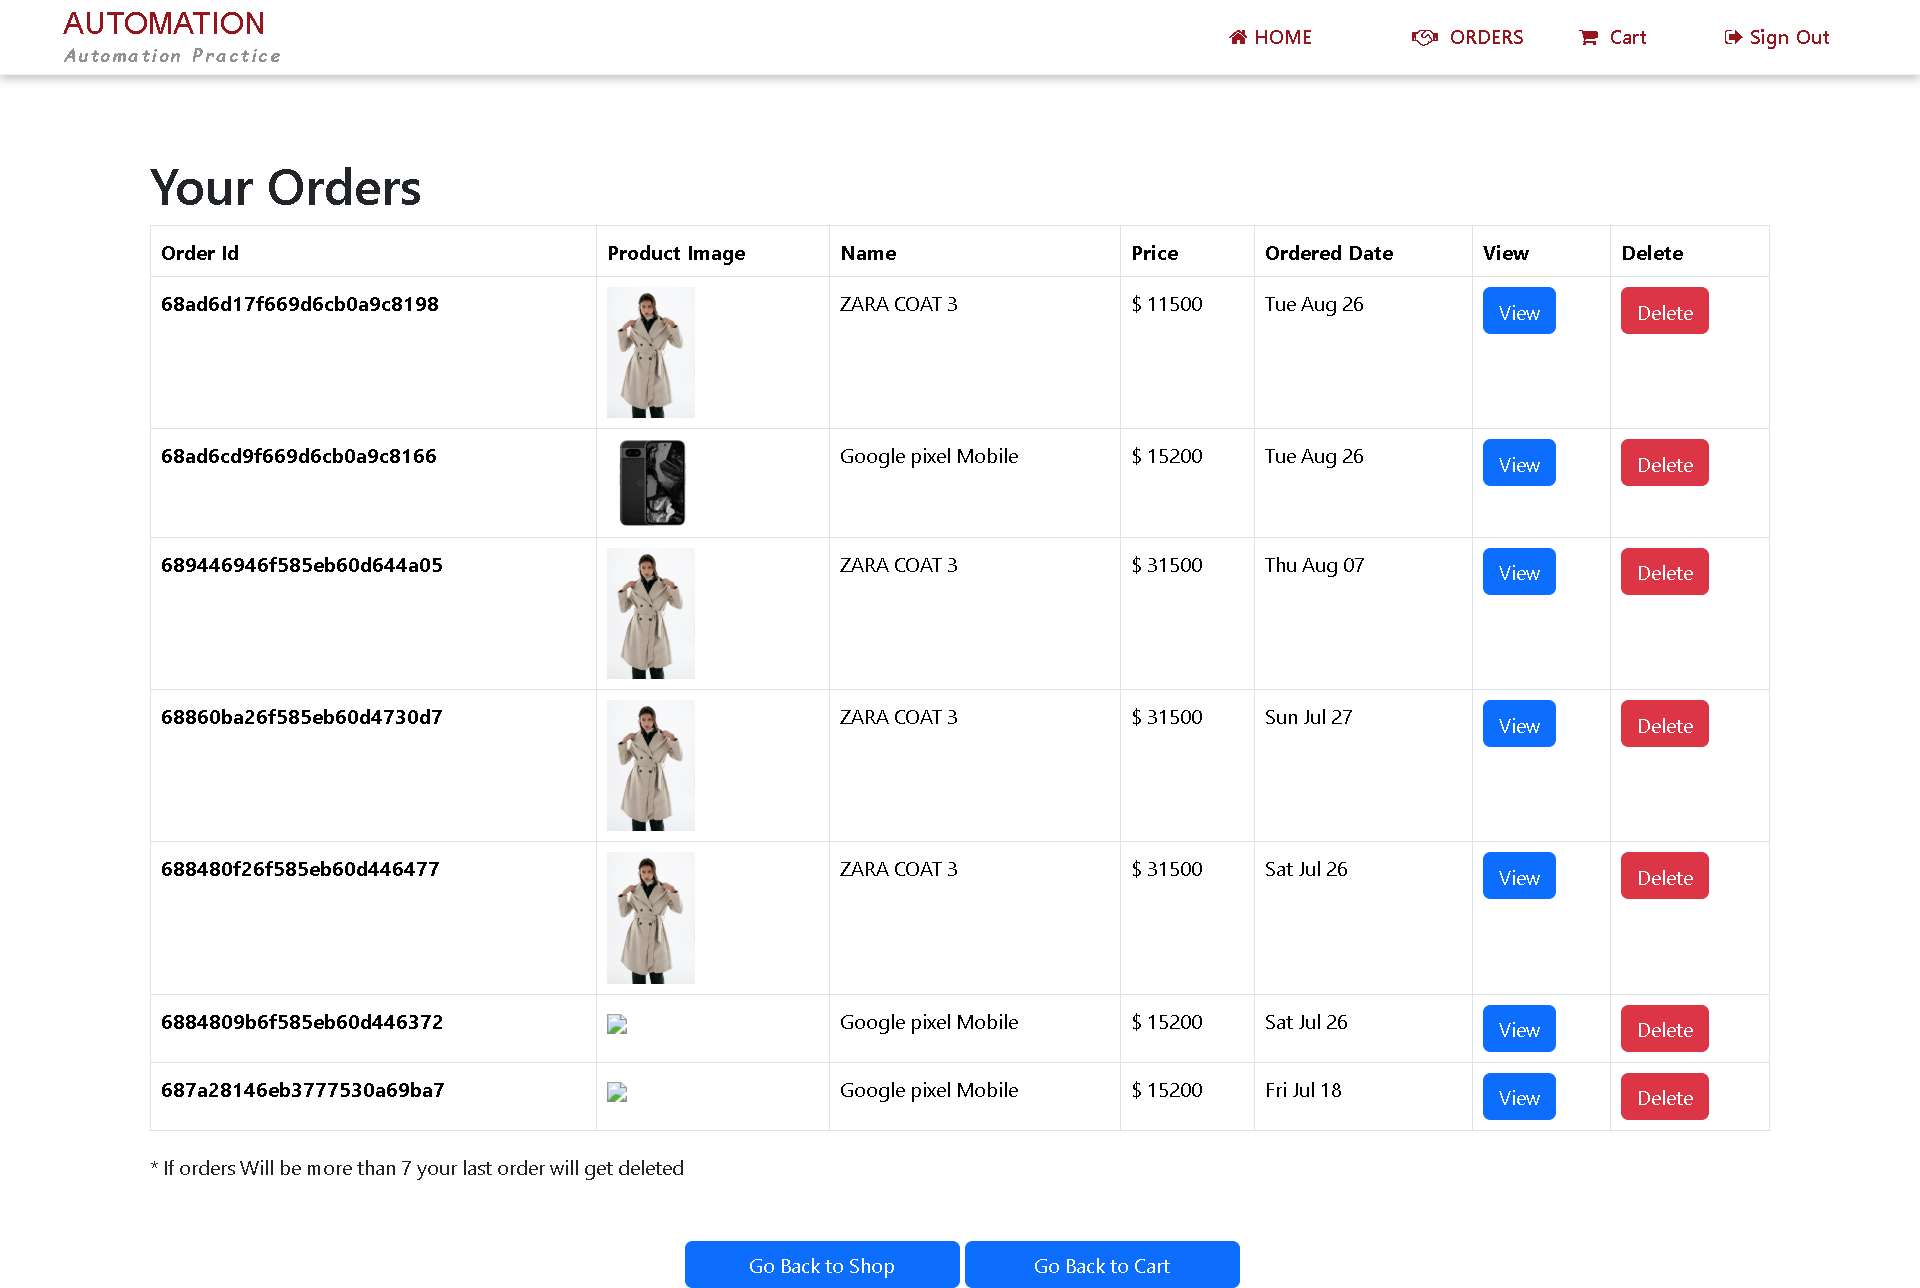 AUTOMATION
Automation Practice
HOME ORDERS Cart Sign Out
Your Orders
Order Id Product Image Name Price Ordered Date View Delete
68ad6d17f669d6cb0a9c8198 ZARA COAT 3 $ 11500 Tue Aug 26 View Delete
68ad6cd9f669d6cb0a9c8166 Google pixel Mobile $ 15200 Tue Aug 26 View Delete
689446946f585eb60d644a05 ZARA COAT 3 $ 31500 Thu Aug 07 View Delete
68860ba26f585eb60d4730d7 ZARA COAT 3 $ 31500 Sun Jul 27 View Delete
688480f26f585eb60d446477 ZARA COAT 3 $ 31500 Sat Jul 26 View Delete
6884809b6f585eb60d446372 Google pixel Mobile $ 15200 Sat Jul 26 View Delete
687a28146eb3777530a69ba7 Google pixel Mobile $ 15200 Fri Jul 18 View Delete
* If orders Will be more than 7 your last order will get deleted
Go Back to Shop Go Back to Cart